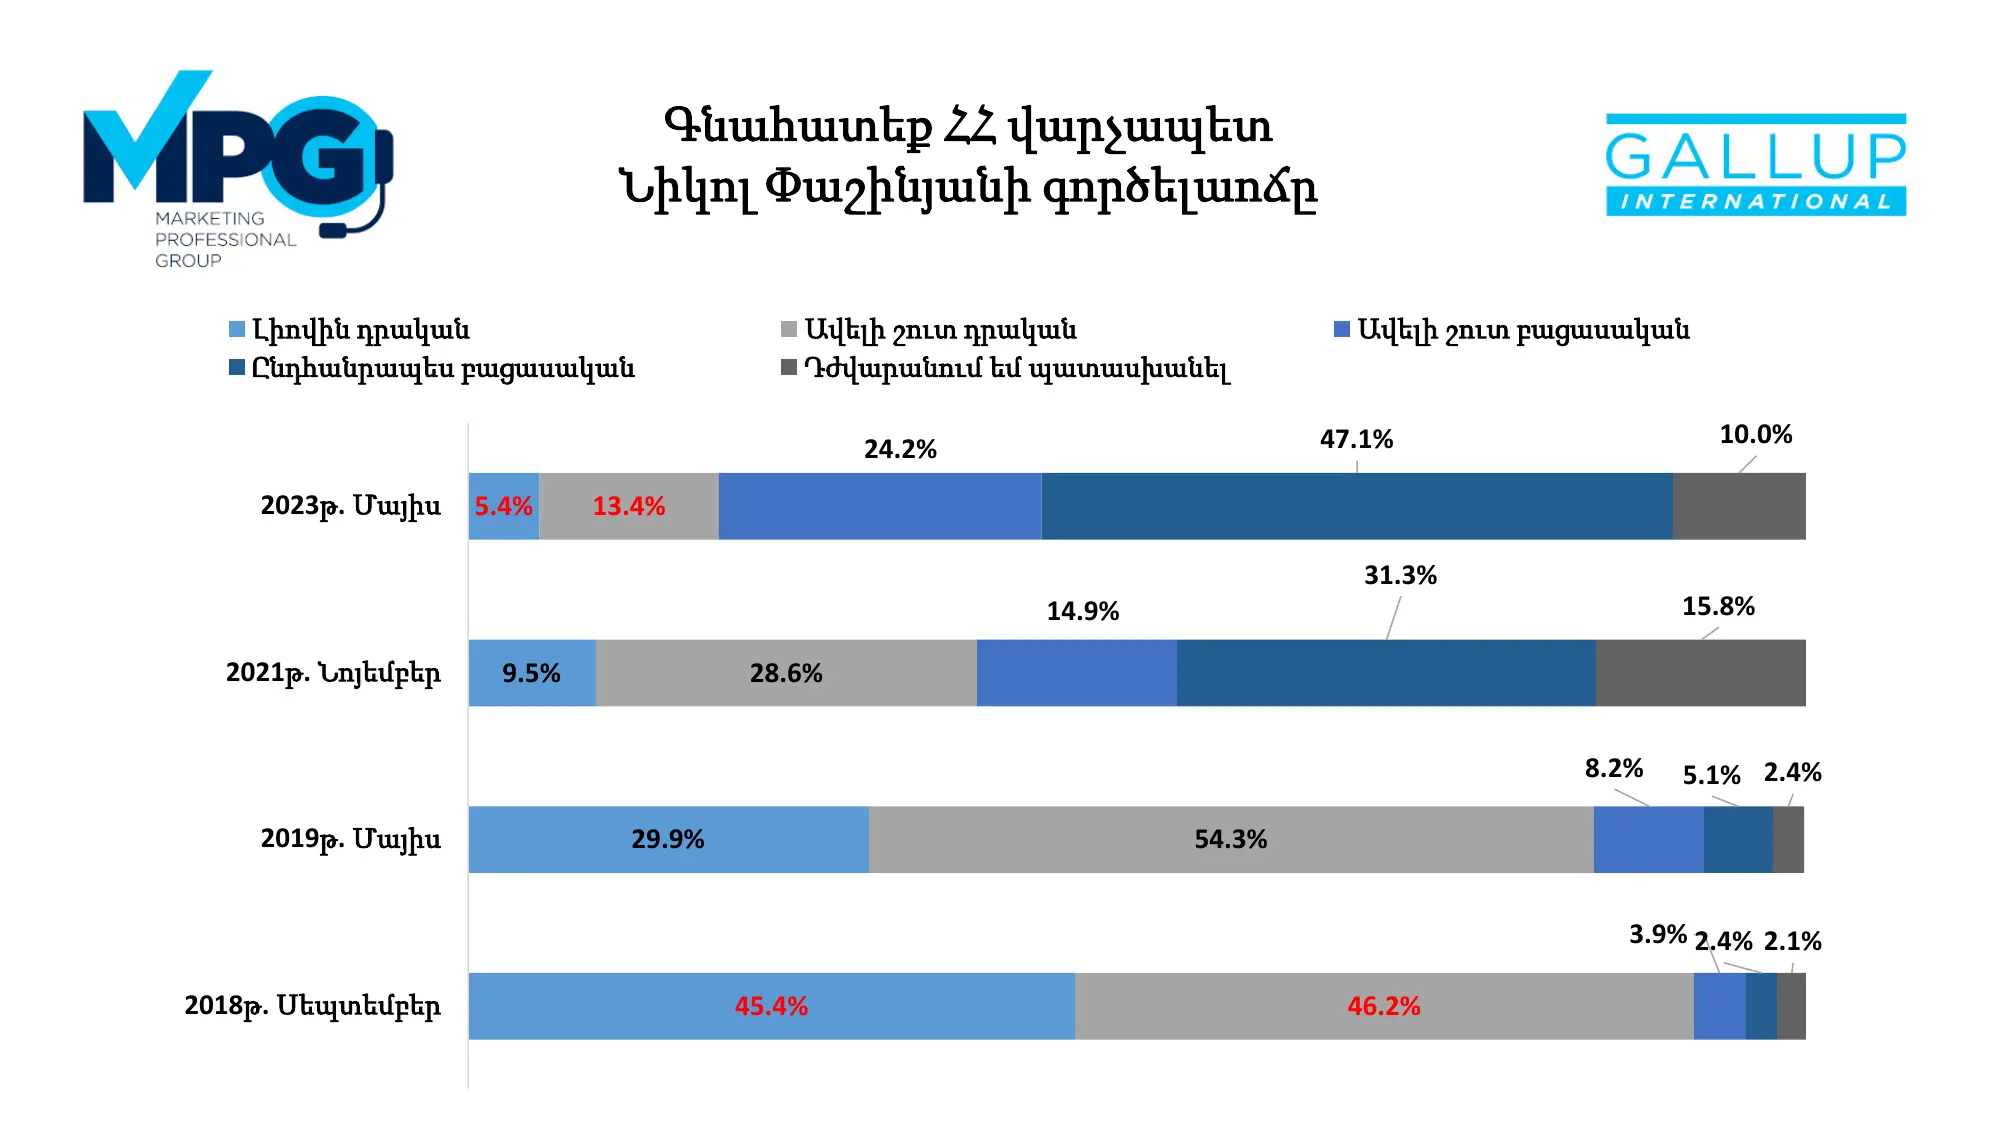 MPG
MARKETING
PROFESSIONAL
GROUP
Գնահատեք ՀՀ վարչապետ
Նիկոլ Փաշինյանի գործելաոճը
GALLUP
INTERNATIONAL
Լիովին դրական Ավելի շուտ դրական Ավելի շուտ բացասական
Ընդհանրապես բացասական Դժվարանում եմ պատասխանել
24.2% 47.1% 10.0%
2023թ. Մայիս 5.4% 13.4%
14.9% 31.3% 15.8%
2021թ. Նոյեմբեր 9.5% 28.6%
8.2% 5.1% 2.4%
2019թ. Մայիս 29.9% 54.3%
3.9% 2.4% 2.1%
2018թ. Սեպտեմբեր 45.4% 46.2%